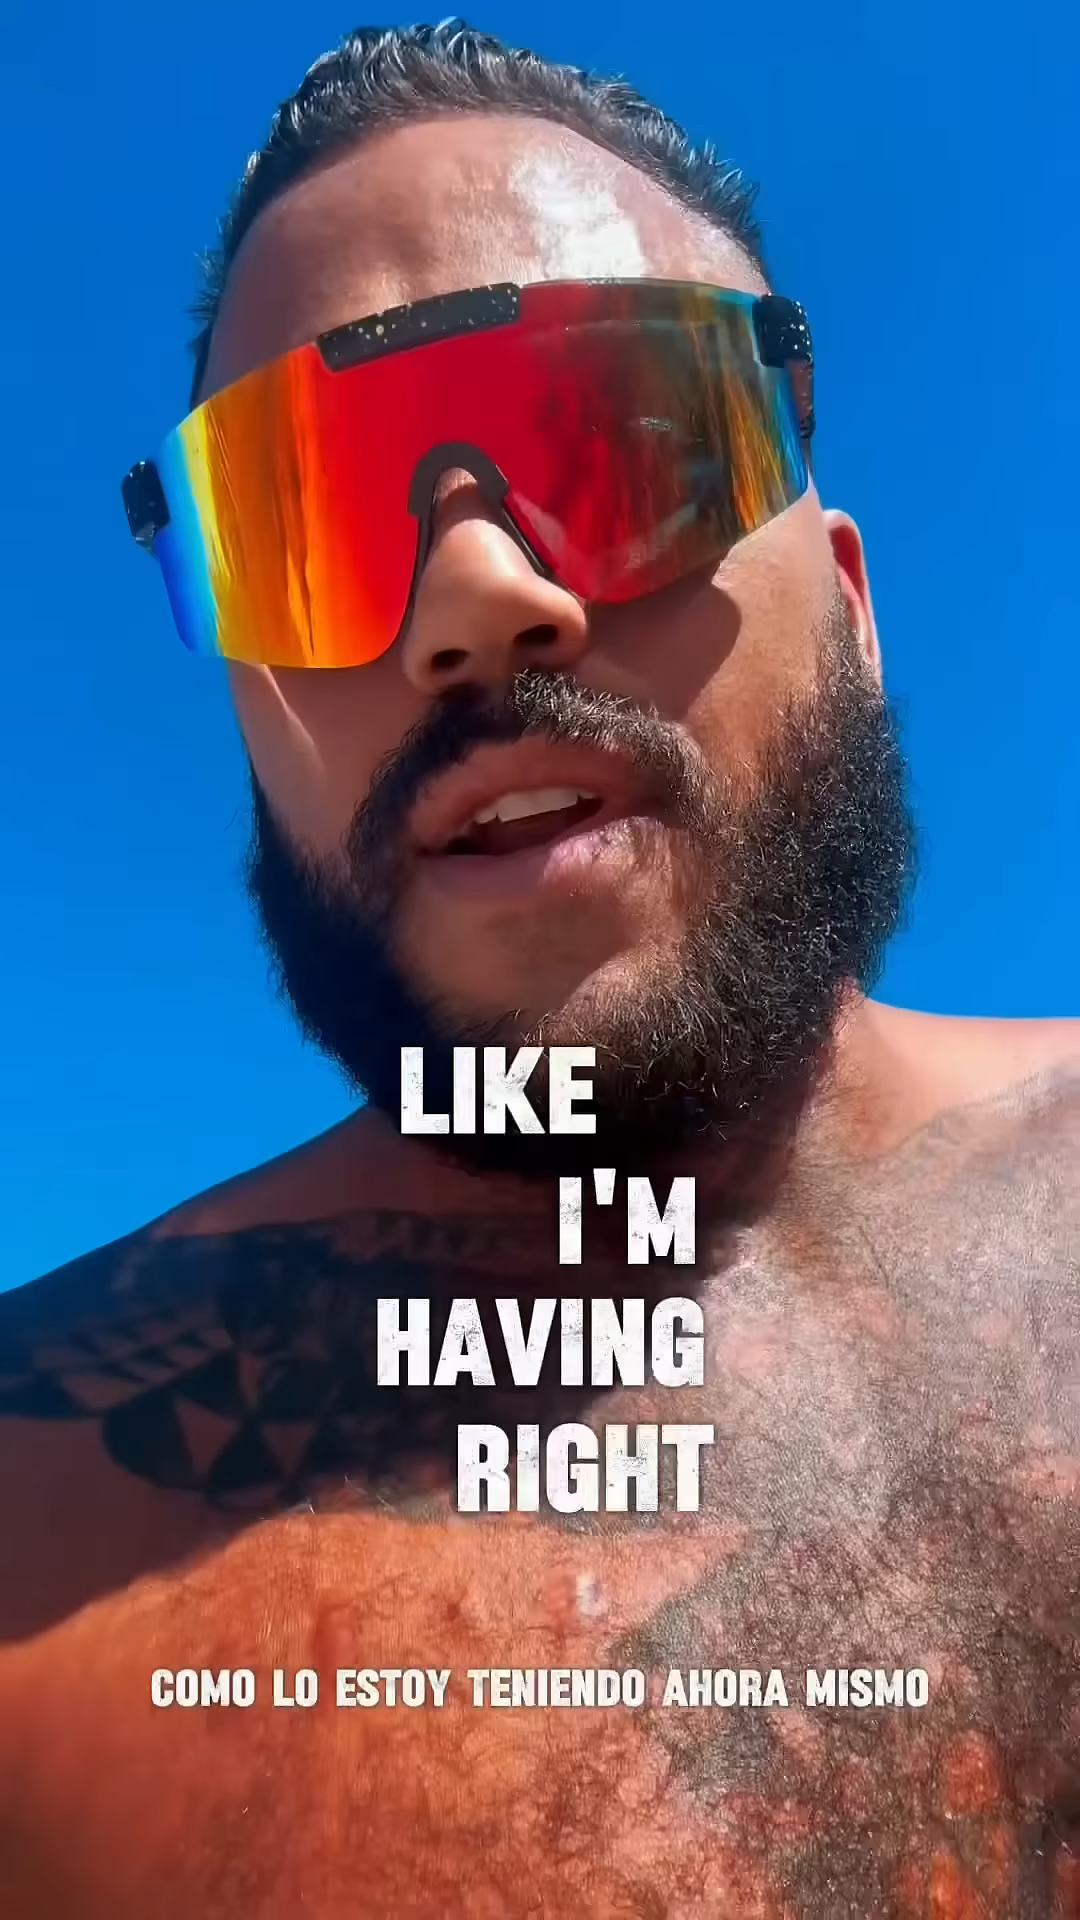 LIKE
I'M
HAVING
RIGHT
COMO LO ESTOY TENIENDO AHORA MISMO